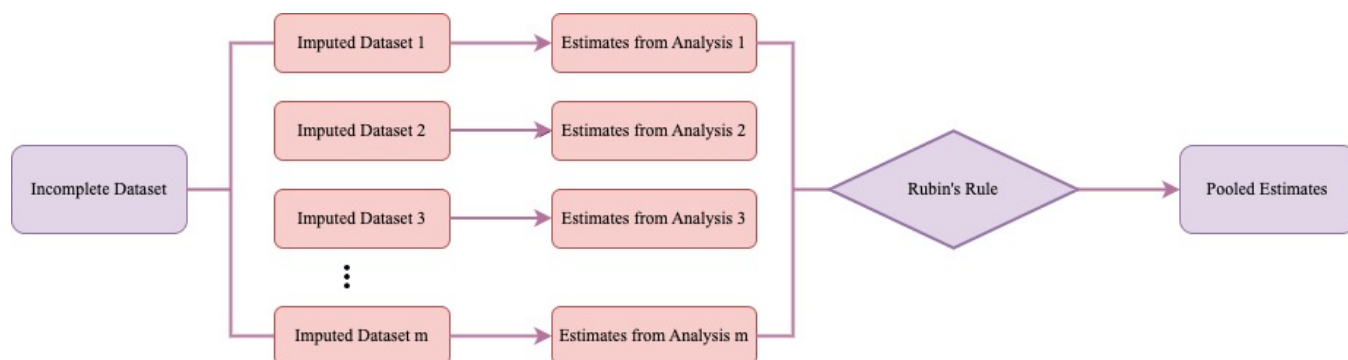 Incomplete Dataset
Imputed Dataset 1
Estimates from Analysis 1
Imputed Dataset 2
Estimates from Analysis 2
Imputed Dataset 3
Estimates from Analysis 3
Imputed Dataset m
Estimates from Analysis m
Rubin's Rule
Pooled Estimates